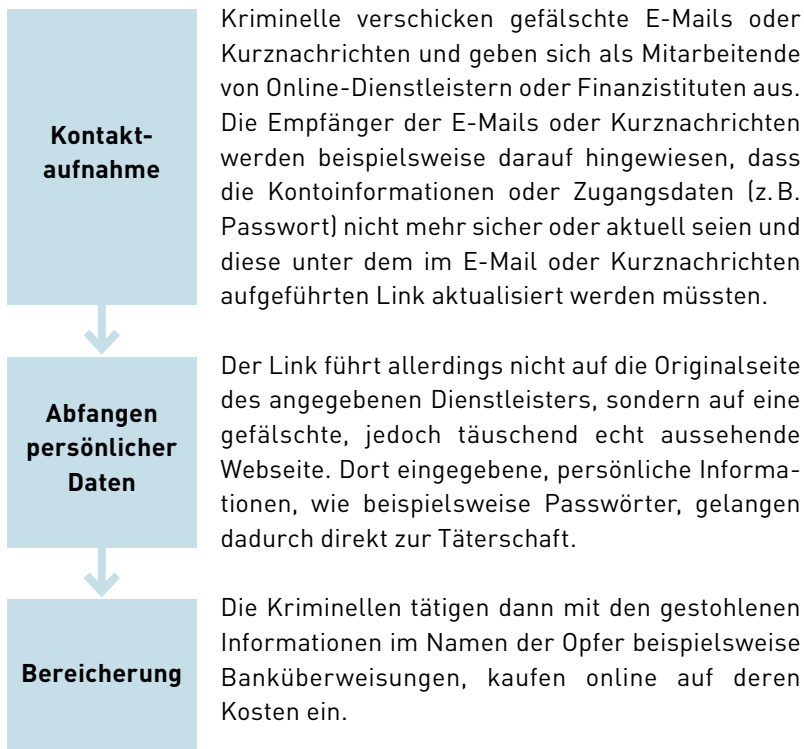 Kontakt-
aufnahme
Kriminelle verschicken gefälschte E-Mails oder
Kurznachrichten und geben sich als Mitarbeitende
von Online-Dienstleistern oder Finanzistituten aus.
Die Empfänger der E-Mails oder Kurznachrichten
werden beispielsweise darauf hingewiesen, dass
die Kontoinformationen oder Zugangsdaten (z. B.
Passwort) nicht mehr sicher oder aktuell seien und
diese unter dem im E-Mail oder Kurznachrichten
aufgeführten Link aktualisiert werden müssten.
Abfangen
persönlicher
Daten
Der Link führt allerdings nicht auf die Originalseite
des angegebenen Dienstleisters, sondern auf eine
gefälschte, jedoch täuschend echt aussehende
Webseite. Dort eingegebene, persönliche Informa-
tionen, wie beispielsweise Passwörter, gelangen
dadurch direkt zur Täterschaft.
Bereicherung
Die Kriminellen tätigen dann mit den gestohlenen
Informationen im Namen der Opfer beispielsweise
Banküberweisungen, kaufen online auf deren
Kosten ein.